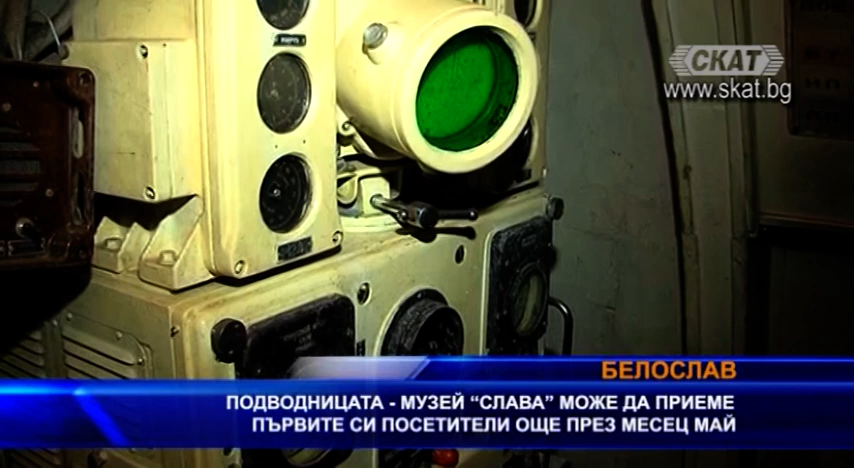 СКАТ
www.skat.bg
БЕЛОСЛАВ
ПОДВОДНИЦАТА - МУЗЕЙ “СЛАВА” МОЖЕ ДА ПРИЕМЕ
ПЪРВИТЕ СИ ПОСЕТИТЕЛИ ОЩЕ ПРЕЗ МЕСЕЦ МАЙ